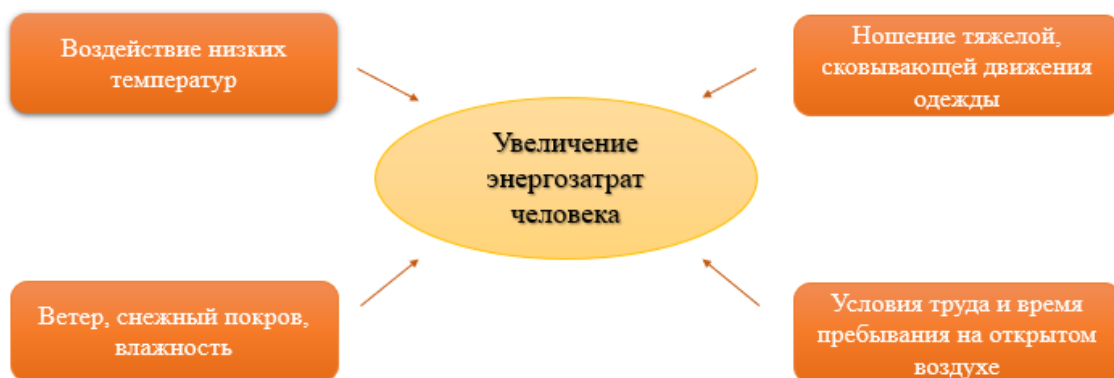 Воздействие низких
температур
Ношение тяжелой,
сковывающей движения
одежды
Увеличение
энергозатрат
человека
Ветер, снежный покров,
влажность
Условия труда и время
пребывания на открытом
воздухе